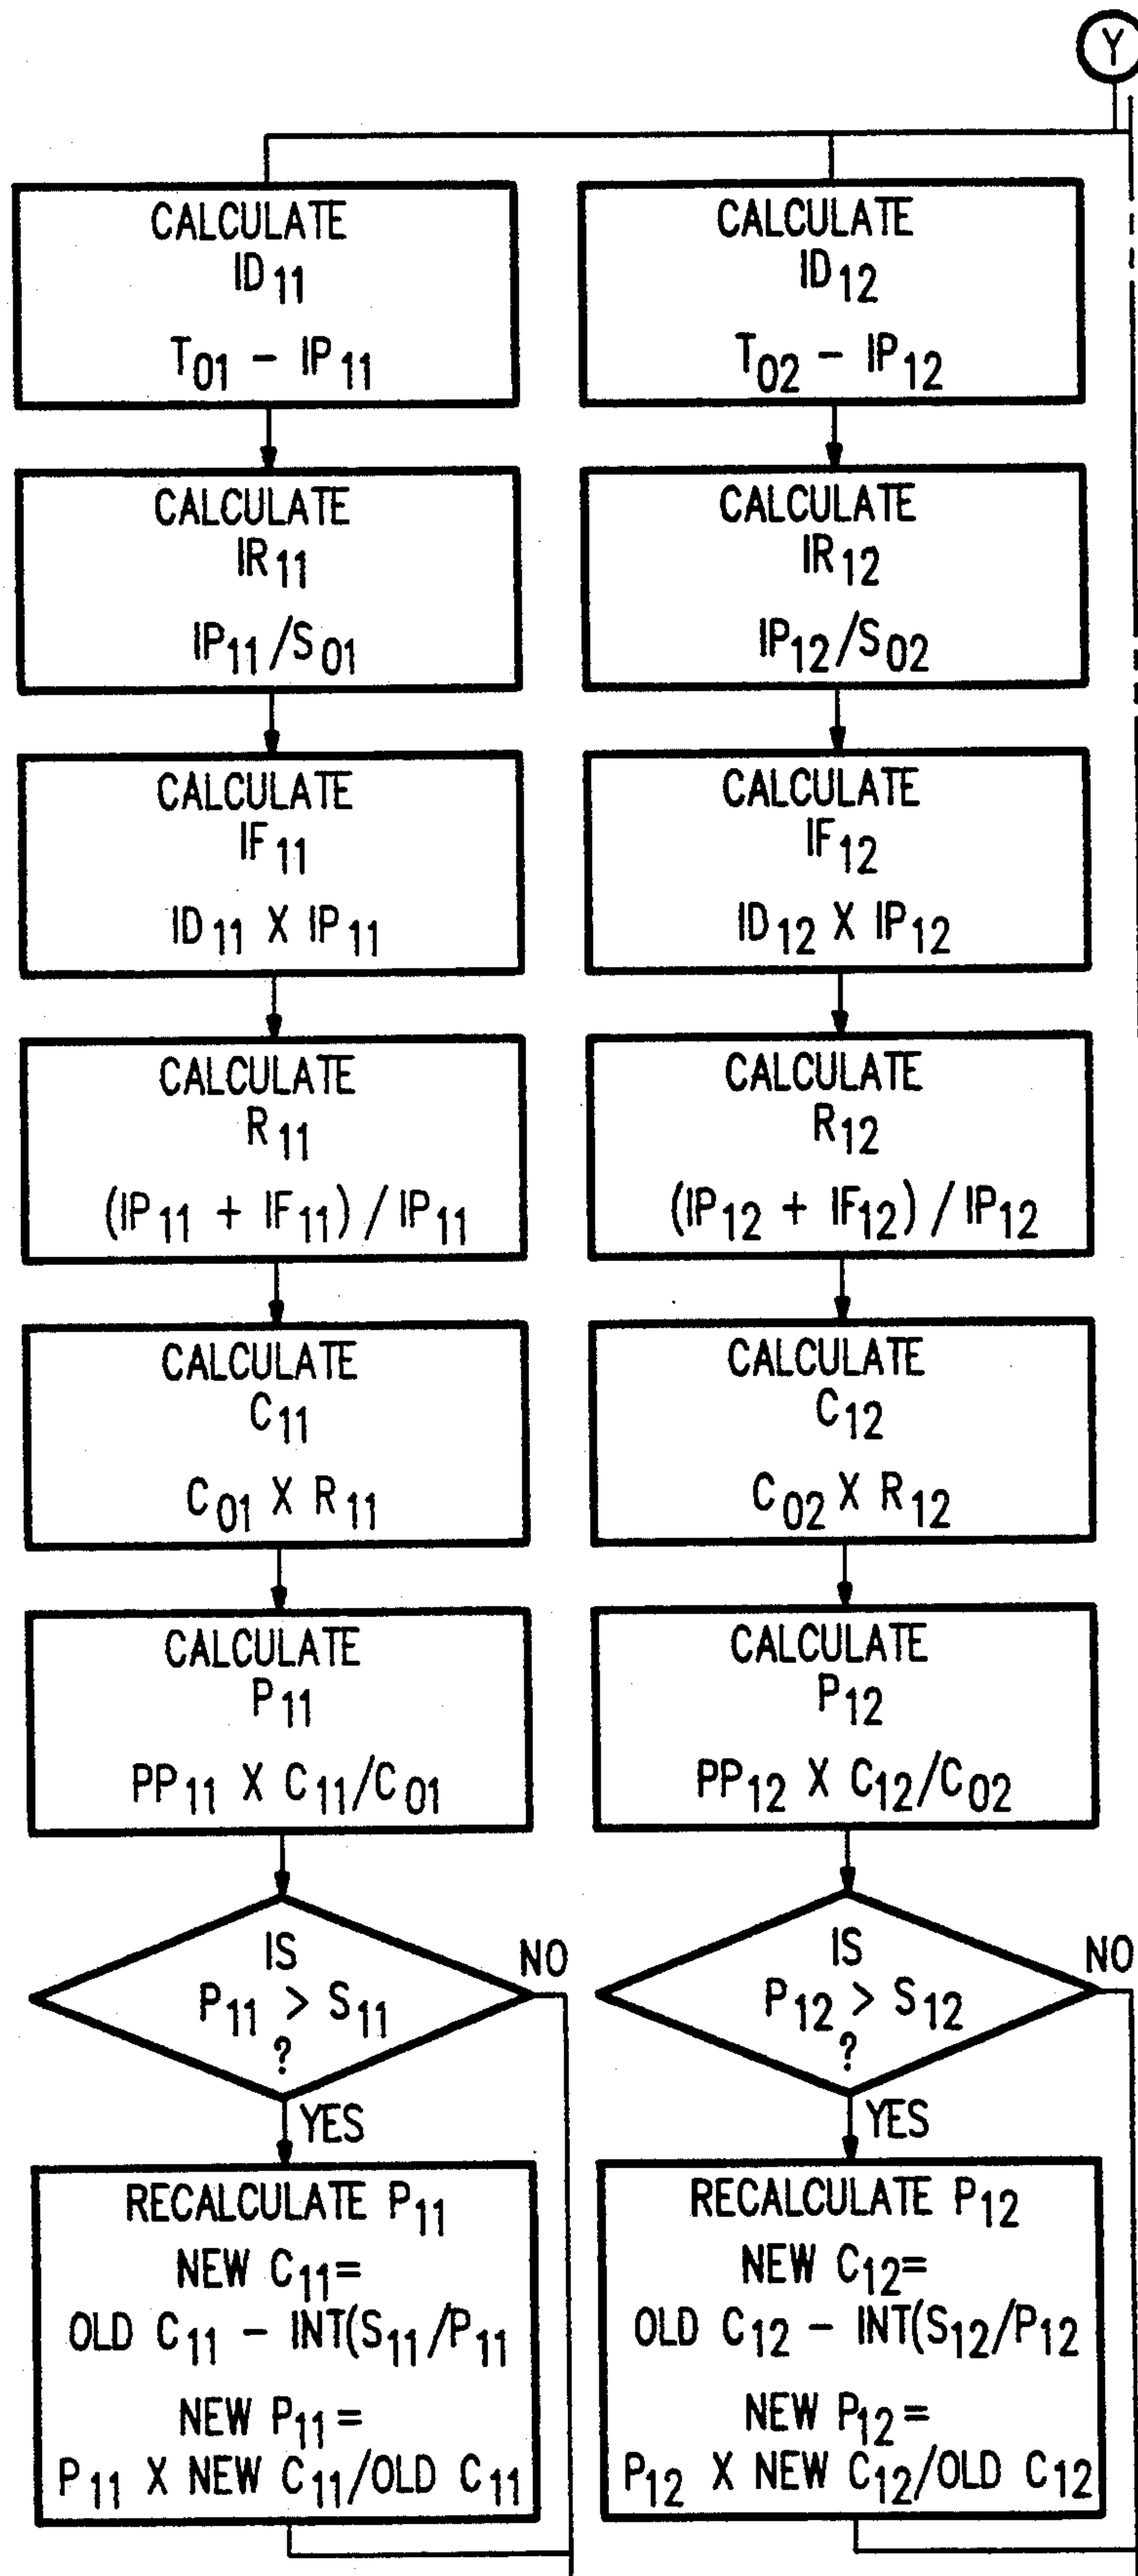 Y
CALCULATE
ID11
T01 - IP11
CALCULATE
IR11
IP11/S01
CALCULATE
IF11
ID11 X IP11
CALCULATE
R11
(IP11 + IF11) / IP11
CALCULATE
C11
C01 X R11
CALCULATE
P11
PP11 X C11/C01
IS
P11 > S11
?
NO
YES
RECALCULATE P11
NEW C11=
OLD C11 - INT(S11/P11
NEW P11=
P11 X NEW C11/OLD C11
CALCULATE
ID12
T02 - IP12
CALCULATE
IR12
IP12/S02
CALCULATE
IF12
ID12 X IP12
CALCULATE
R12
(IP12 + IF12) / IP12
CALCULATE
C12
C02 X R12
CALCULATE
P12
PP12 X C12/C02
IS
P12 > S12
?
NO
YES
RECALCULATE P12
NEW C12=
OLD C12 - INT(S12/P12
NEW P12=
P12 X NEW C12/OLD C12